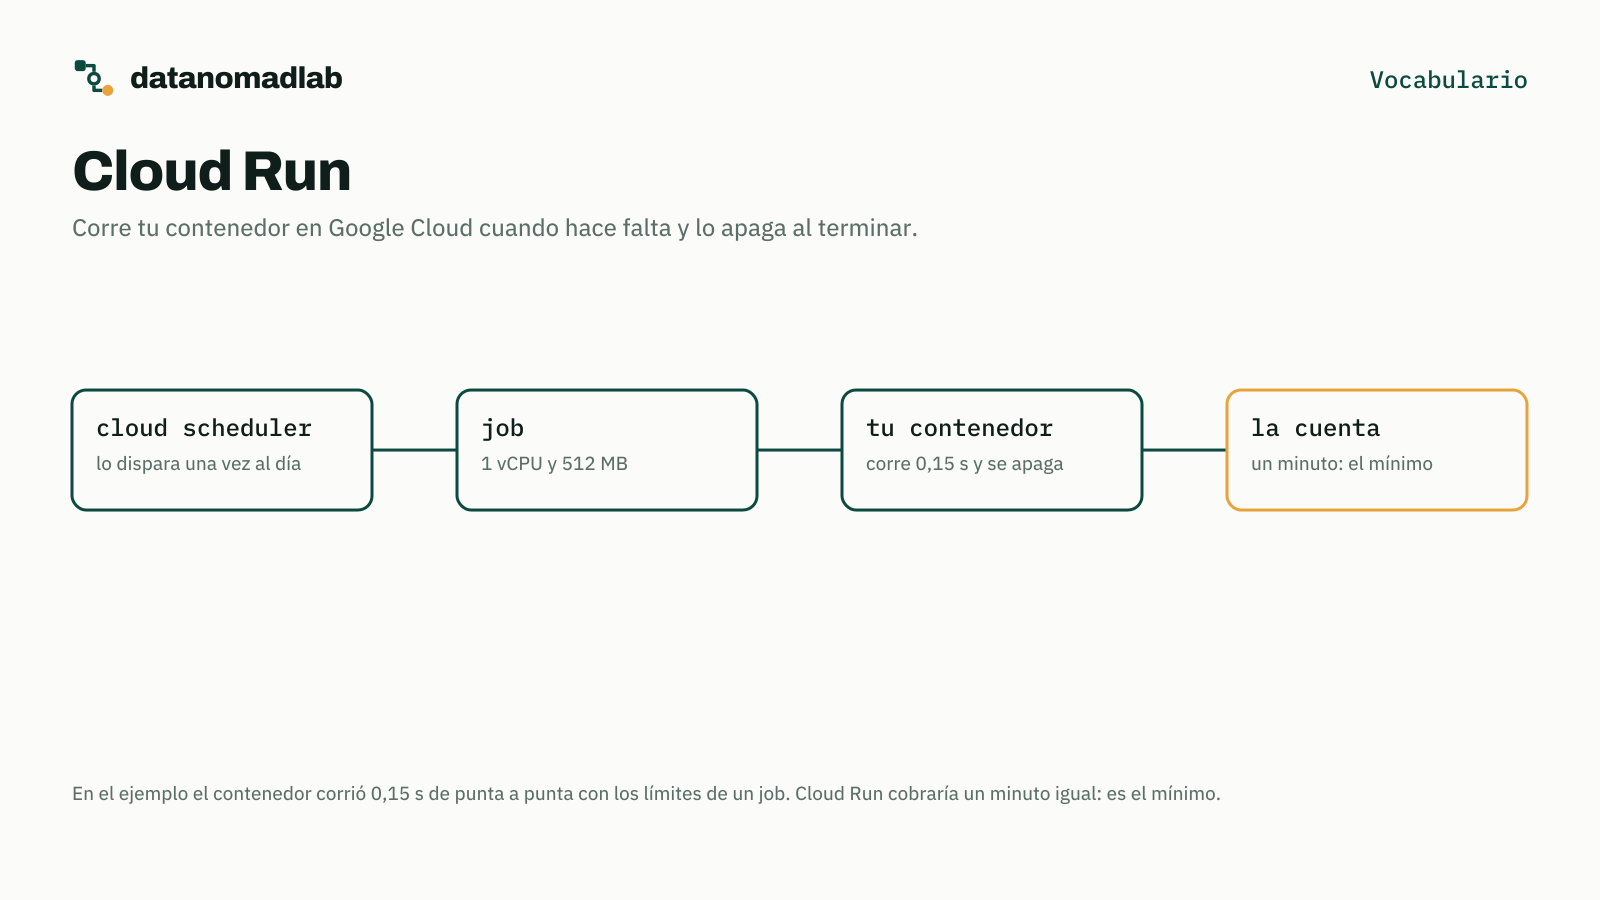 datanomadlab
Vocabulario
Cloud Run
Corre tu contenedor en Google Cloud cuando hace falta y lo apaga al terminar.
cloud scheduler
lo dispara una vez al día
job
1 vCPU y 512 MB
tu contenedor
corre 0,15 s y se apaga
la cuenta
un minuto: el mínimo
En el ejemplo el contenedor corrió 0,15 s de punta a punta con los límites de un job. Cloud Run cobraría un minuto igual: es el mínimo.